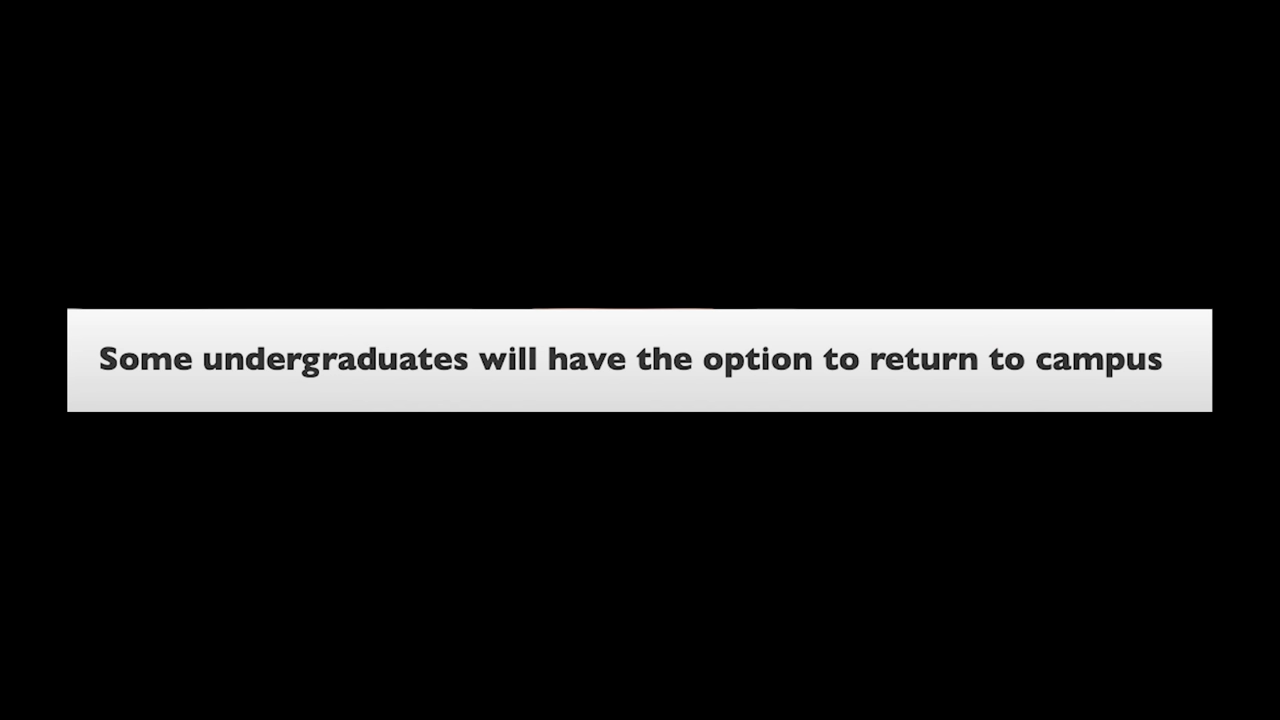 Some undergraduates will have the option to return to campus